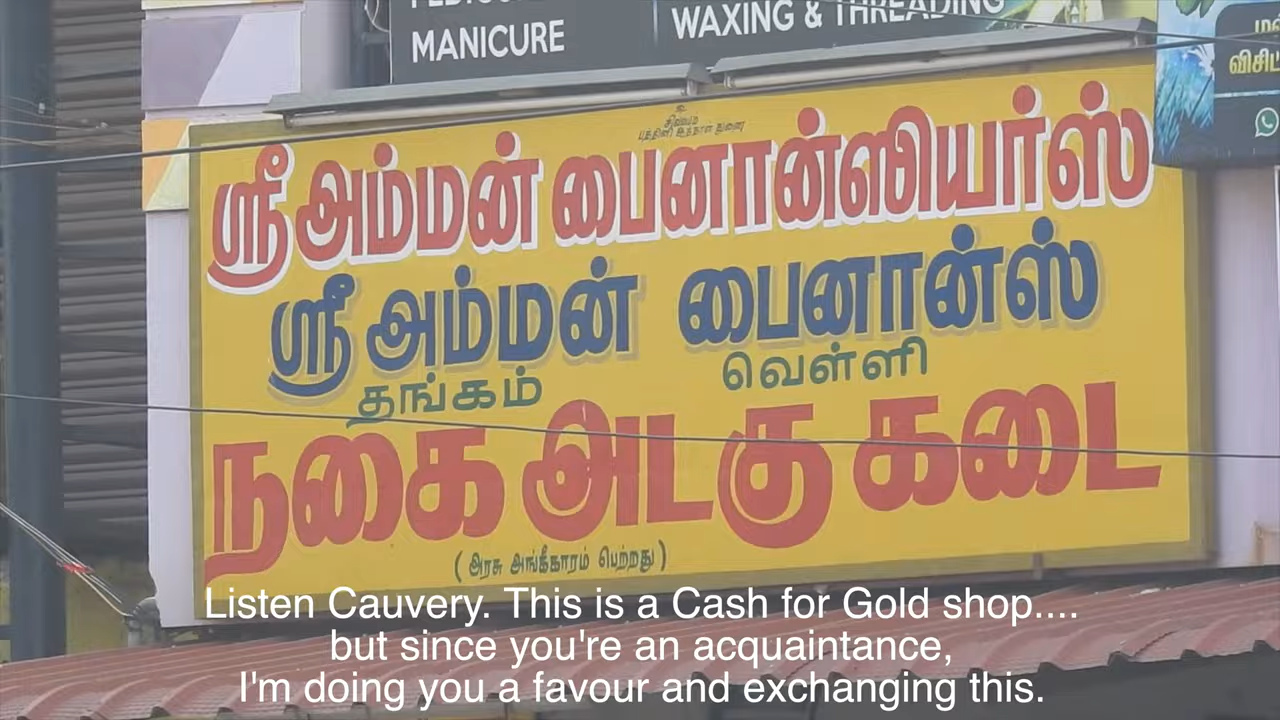 MANICURE
WAXING & THREADING
ஸ்ரீ அம்மன் பைனான்ஸியர்ஸ்
ஸ்ரீ அம்மன் பைனான்ஸ்
தங்கம் வெள்ளி
நகை அடகு கடை
( அரசு அங்கீகாரம் பெற்றது )
Listen Cauvery. This is a Cash for Gold shop....
but since you're an acquaintance,
I'm doing you a favour and exchanging this.